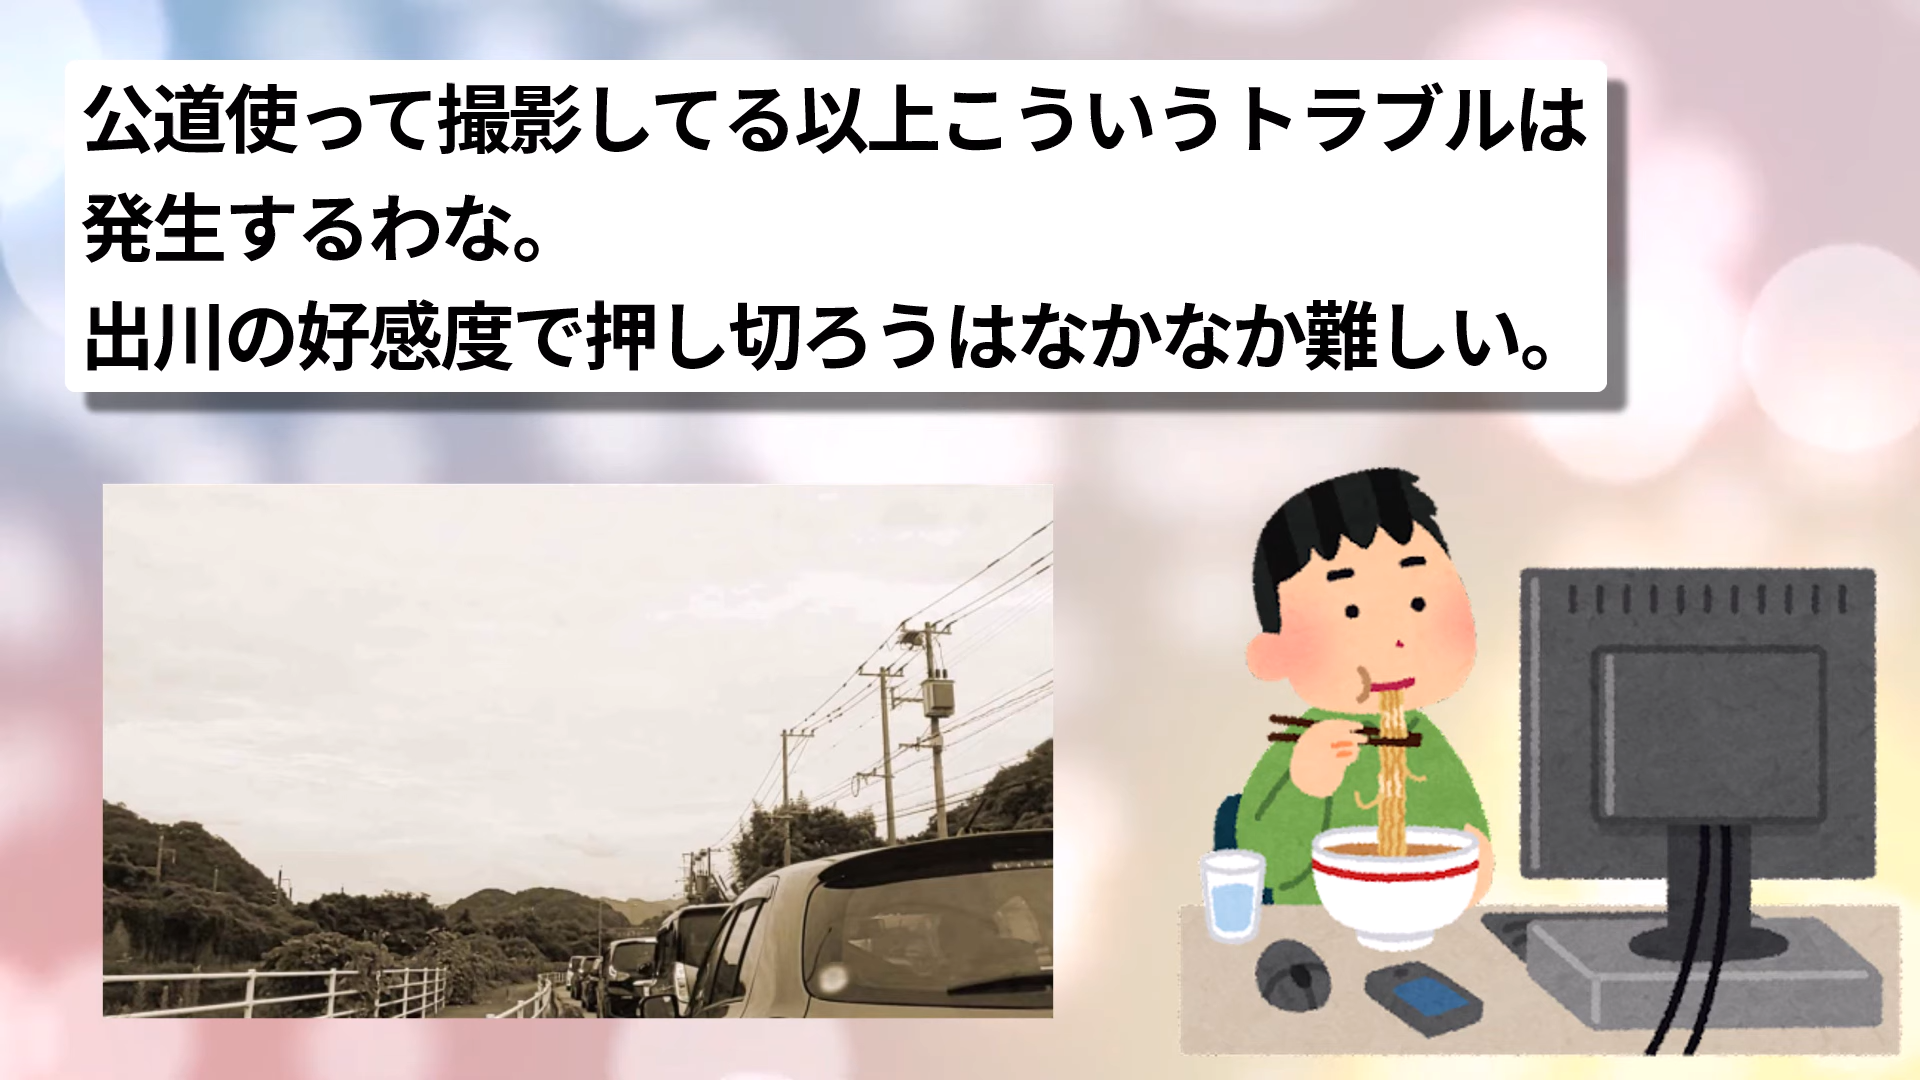 公道使って撮影してる以上こういうトラブルは
発生するわな。
出川の好感度で押し切ろうはなかなか難しい。